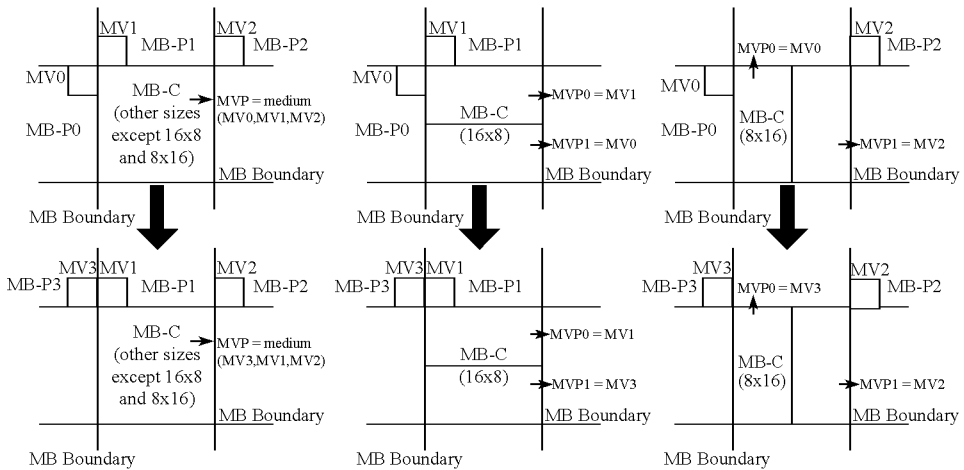 MV1
MB-P1
MV2
MB-P2
MV0
MB-P0
MB-C
(other sizes
except 16x8
and 8x16)
MVP = medium
(MV0,MV1,MV2)
MB Boundary
MB Boundary
MV1
MB-P1
MV0
MB-P0
MB-C
(16x8)
MVP0 = MV1
MVP1 = MV0
MB Boundary
MB Boundary
MVP0 = MV0
MV2
MB-P2
MV0
MB-P0
MB-C
(8x16)
MVP1 = MV2
MB Boundary
MB Boundary
MV3
MV1
MV2
MB-P3
MB-P1
MB-P2
MB-C
(other sizes
except 16x8
and 8x16)
MVP = medium
(MV3,MV1,MV2)
MB Boundary
MB Boundary
MV3
MV1
MB-P3
MB-P1
MVP0 = MV1
MB-C
(16x8)
MVP1 = MV3
MB Boundary
MB Boundary
MV3
MV2
MB-P3
MVP0 = MV3
MB-P2
MB-C
(8x16)
MVP1 = MV2
MB Boundary
MB Boundary